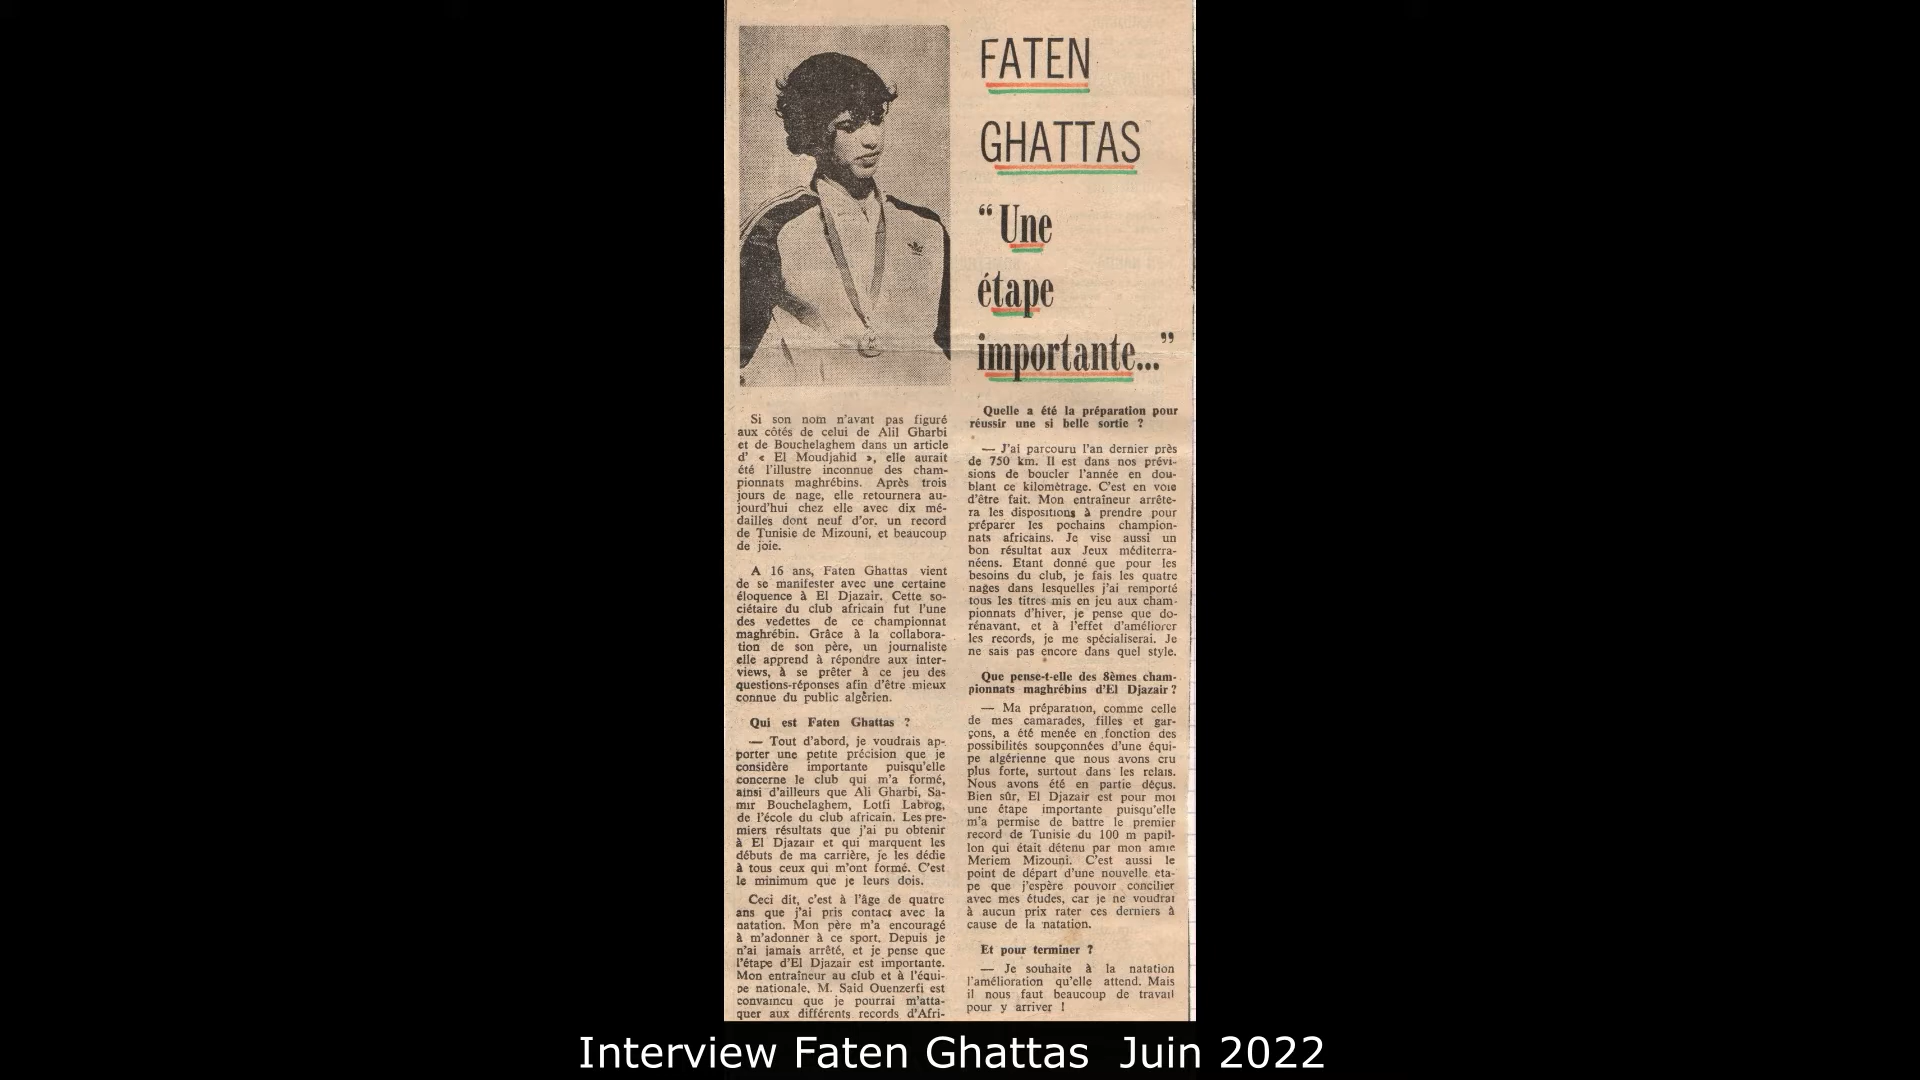 FATEN
GHATTAS
“Une
étape
importante...”
Si son nom n'avait pas figuré
aux côtés de celui de Alil Gharbi
et de Bouchelaghem dans un article
d' « El Moudjahid », elle aurait
été l'illustre inconnue des cham-
pionnats maghrébins. Après trois
jours de nage, elle retournera au-
jourd'hui chez elle avec dix mé-
dailles dont neuf d'or, un record
de Tunisie de Mizouni, et beaucoup
de joie.
A 16 ans, Faten Ghattas vient
de se manifester avec une certaine
éloquence à El Djazair. Cette so-
ciétaire du club africain fut l'une
des vedettes de ce championnat
maghrébin. Grâce à la collabora-
tion de son père, un journaliste
elle apprend à répondre aux inter-
views, à se prêter à ce jeu des
questions-réponses afin d'être mieux
connue du public algérien.
Qui est Faten Ghattas ?
— Tout d'abord, je voudrais ap-
porter une petite précision que je
considère importante puisqu'elle
concerne le club qui m'a formé,
ainsi d'ailleurs que Ali Gharbi, Sa-
mir Bouchelaghem, Lotfi Labrog,
de l'école du club africain. Les pre-
miers résultats que j'ai pu obtenir
à El Djazair et qui marquent les
débuts de ma carrière, je les dédie
à tous ceux qui m'ont formé. C'est
le minimum que je leurs dois.
Ceci dit, c'est à l'âge de quatre
ans que j'ai pris contact avec la
natation. Mon père m'a encouragé
à m'adonner à ce sport. Depuis je
n'ai jamais arrêté, et je pense que
l'étape d'El Djazair est importante.
Mon entraîneur au club et à l'équi-
pe nationale, M. Said Ouenzerfi est
convaincu que je pourrai m'atta-
quer aux différents records d'Afri-
Quelle a été la préparation pour
réussir une si belle sortie ?
— J'ai parcouru l'an dernier près
de 750 km. Il est dans nos prévi-
sions de boucler l'année en dou-
blant ce kilométrage. C'est en voie
d'être fait. Mon entraîneur arrête-
ra les dispositions à prendre pour
préparer les pochains champion-
nats africains. Je vise aussi un
bon résultat aux Jeux méditerra-
néens. Etant donné que pour les
besoins du club, je fais les quatre
nages dans lesquelles j'ai remporté
tous les titres mis en jeu aux cham-
pionnats d'hiver, je pense que do-
rénavant, et à l'effet d'améliorer
les records, je me spécialiserai. Je
ne sais pas encore dans quel style.
Que pense-t-elle des 8èmes cham-
pionnats maghrébins d'El Djazair ?
— Ma préparation, comme celle
de mes camarades, filles et gar-
çons, a été menée en fonction des
possibilités soupçonnées d'une équi-
pe algérienne que nous avons cru
plus forte, surtout dans les relais.
Nous avons été en partie déçus.
Bien sûr, El Djazair est pour moi
une étape importante puisqu'elle
m'a permise de battre le premier
record de Tunisie du 100 m papil-
lon qui était détenu par mon amie
Meriem Mizouni. C'est aussi le
point de départ d'une nouvelle eta-
pe que j'espère pouvoir concilier
avec mes études, car je ne voudrai
à aucun prix rater ces derniers à
cause de la natation.
Et pour terminer ?
— Je souhaite à la natation
l'amélioration qu'elle attend. Mais
il nous faut beaucoup de travail
pour y arriver !
Interview Faten Ghattas Juin 2022